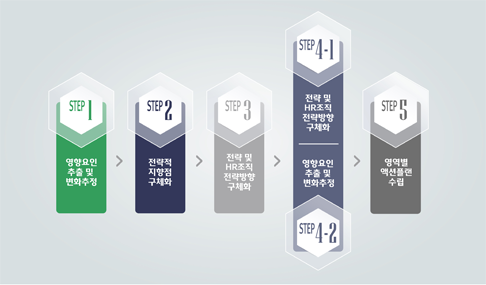 STEP 1
영향요인
추출 및
변화추정
STEP 2
전략적
지향점
구체화
STEP 3
전략 및
HR조직
전략방향
구체화
STEP 4-1
전략 및
HR조직
전략방향
구체화
영향요인
추출 및
변화추정
STEP 4-2
STEP 5
영역별
액션플랜
수립